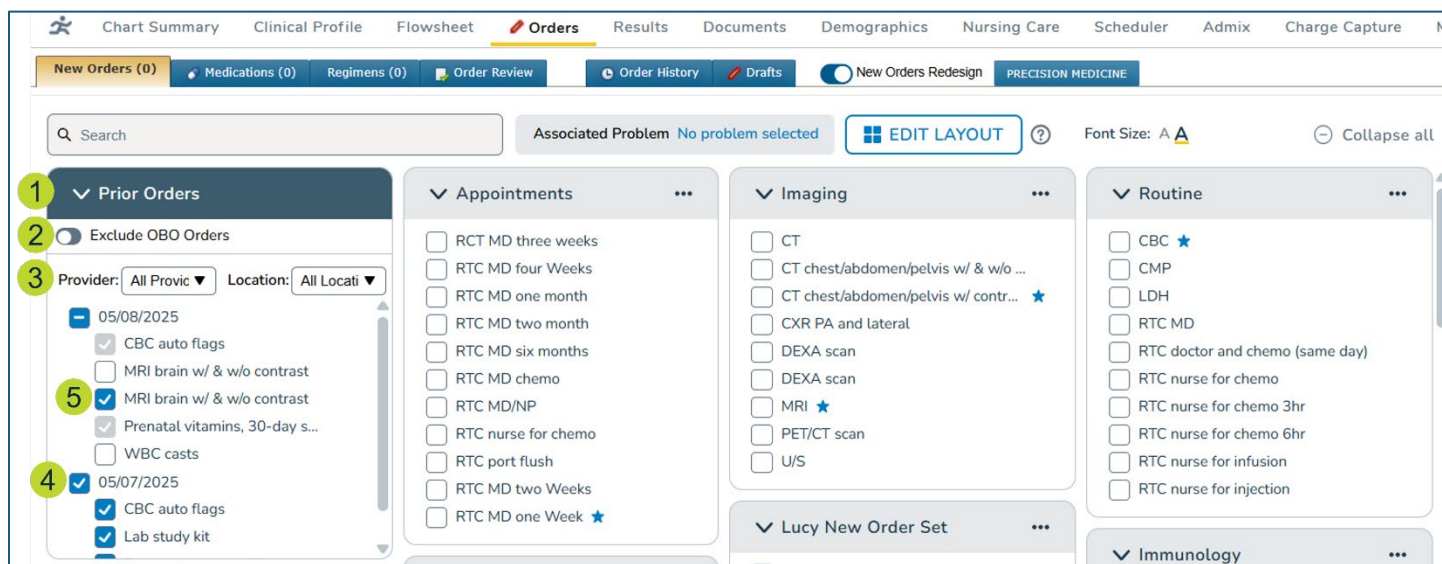 Chart Summary Clinical Profile Flowsheet Orders Results Documents Demographics Nursing Care Scheduler Admix Charge Capture
New Orders (0) Medications (0) Regimens (0) Order Review Order History Drafts New Orders Redesign PRECISION MEDICINE
Search Associated Problem No problem selected EDIT LAYOUT ? Font Size: A A Collapse all
1 Prior Orders
2 Exclude OBO Orders
3 Provider: All Provic ▼ Location: All Locati ▼
05/08/2025
CBC auto flags
MRI brain w/ & w/o contrast
5 MRI brain w/ & w/o contrast
Prenatal vitamins, 30-day s...
WBC casts
4 05/07/2025
CBC auto flags
Lab study kit
Appointments •••
RCT MD three weeks
RTC MD four Weeks
RTC MD one month
RTC MD two month
RTC MD six months
RTC MD chemo
RTC MD/NP
RTC nurse for chemo
RTC port flush
RTC MD two Weeks
RTC MD one Week ★
Imaging •••
CT
CT chest/abdomen/pelvis w/ & w/o ...
CT chest/abdomen/pelvis w/ contr... ★
CXR PA and lateral
DEXA scan
DEXA scan
MRI ★
PET/CT scan
U/S
Lucy New Order Set •••
Routine •••
CBC ★
CMP
LDH
RTC MD
RTC doctor and chemo (same day)
RTC nurse for chemo
RTC nurse for chemo 3hr
RTC nurse for chemo 6hr
RTC nurse for infusion
RTC nurse for injection
Immunology •••